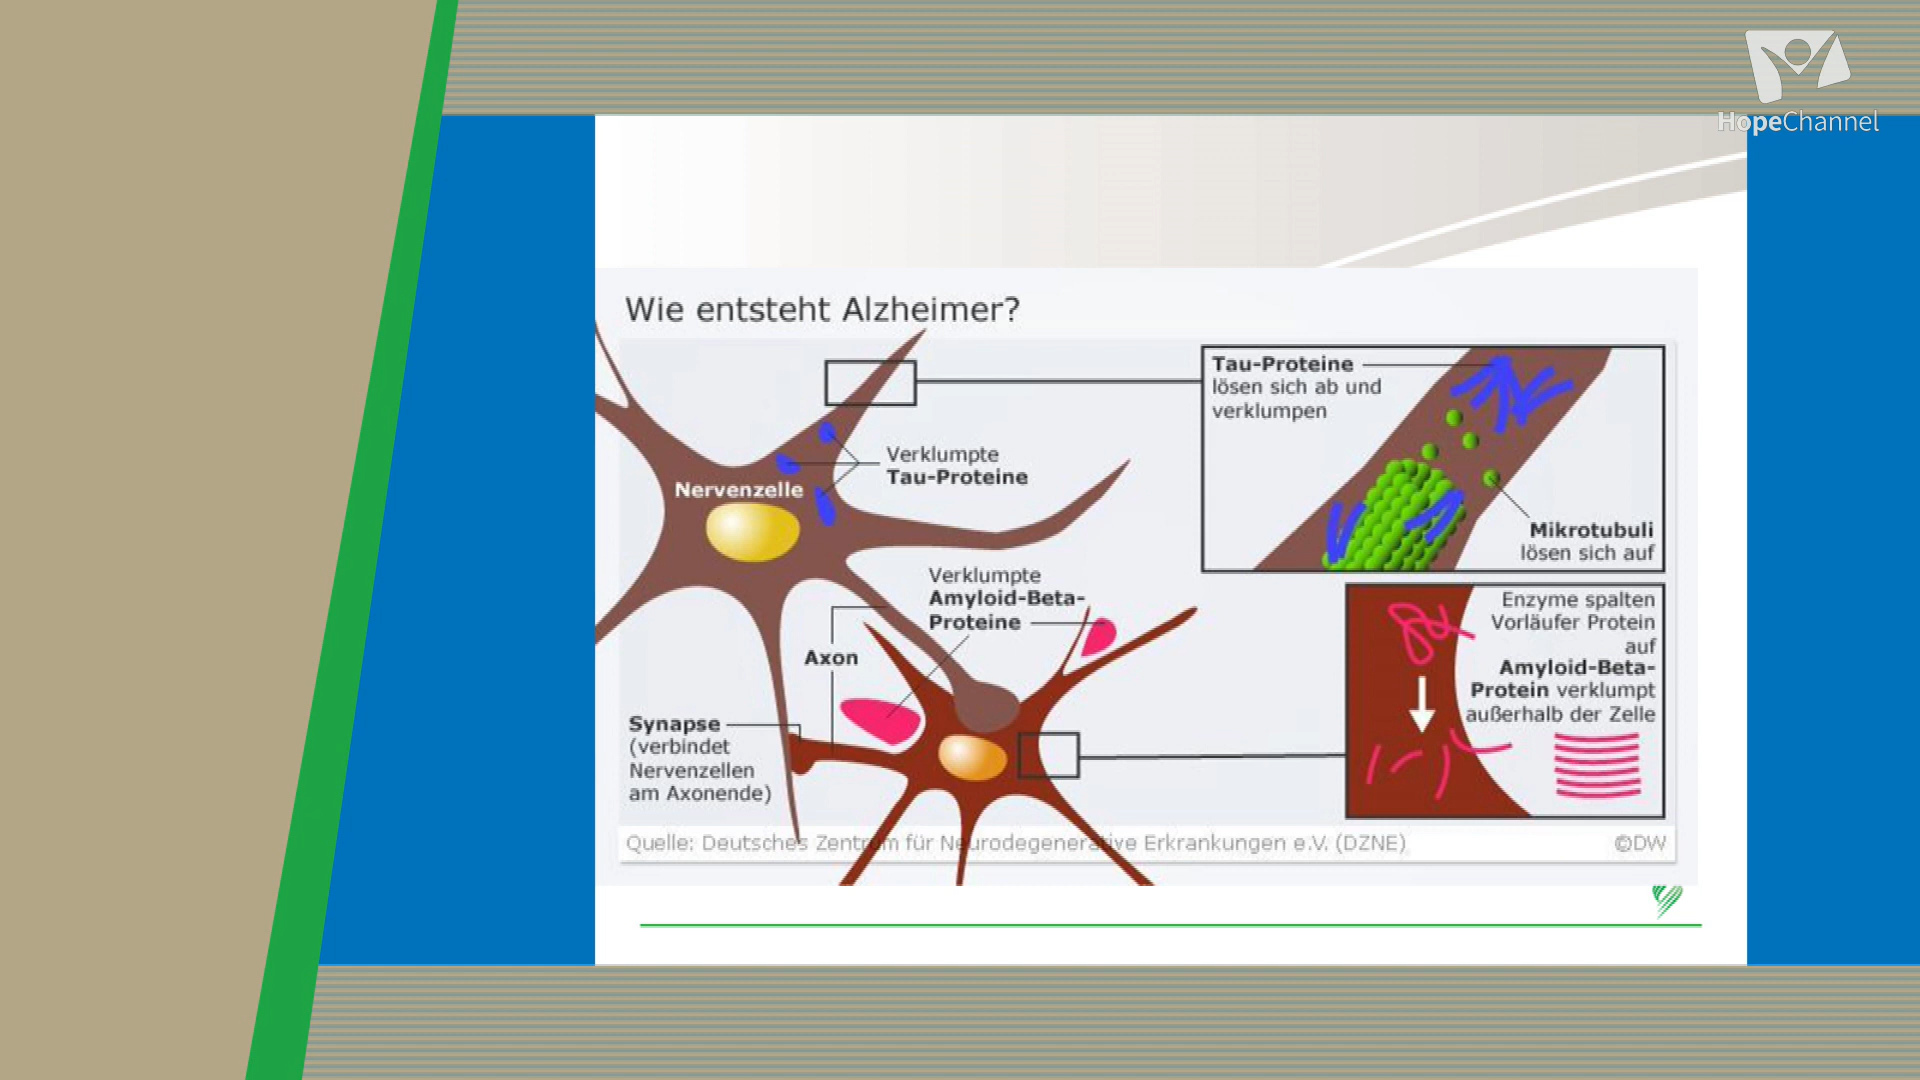 HopeChannel
Wie entsteht Alzheimer?
Tau-Proteine
lösen sich ab und
verklumpen
Verklumpte
Tau-Proteine
Nervenzelle
Mikrotubuli
lösen sich auf
Verklumpte
Amyloid-Beta-
Proteine
Axon
Enzyme spalten
Vorläufer Protein
auf
Amyloid-Beta-
Protein verklumpt
außerhalb der Zelle
Synapse
(verbindet
Nervenzellen
am Axonende)
Quelle: Deutsches Zentrum für Neurodegenerative Erkrankungen e.V. (DZNE)
©DW